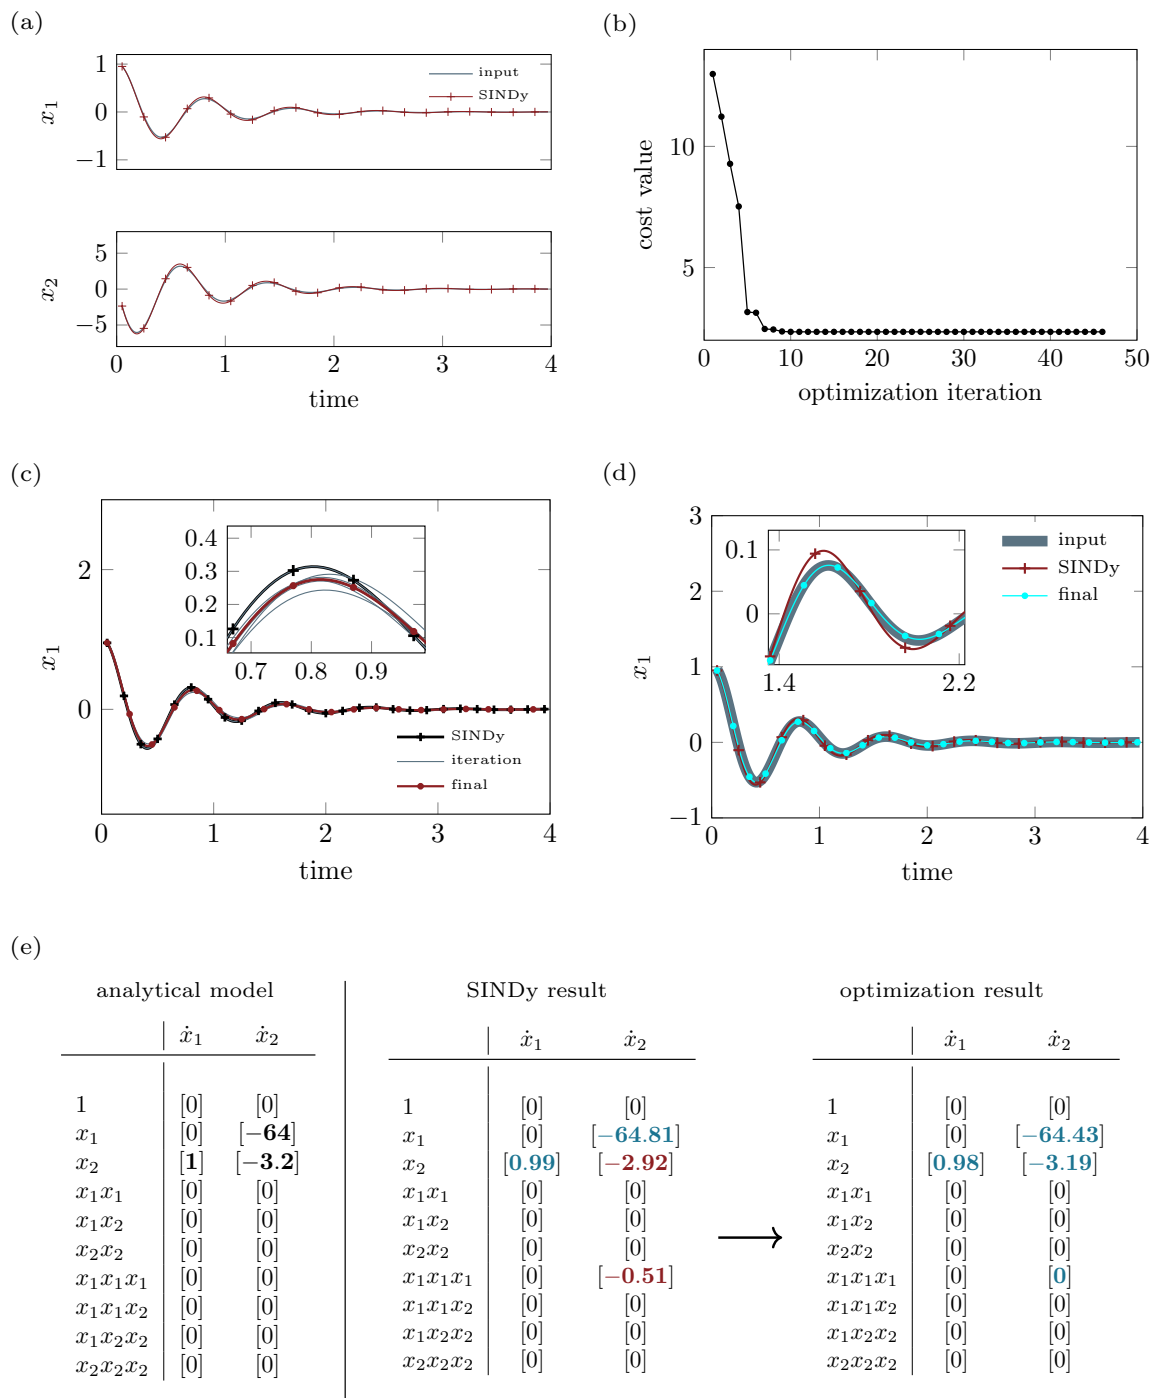 (a)
1
0
−1
x₁
input
SINDy
5
0
−5
x₂
0 1 2 3 4
time
(b)
10
5
cost value
0 10 20 30 40 50
optimization iteration
(c)
2
0
x₁
0.4
0.3
0.2
0.1
0.7 0.8 0.9
SINDy
iteration
final
0 1 2 3 4
time
(d)
3
2
1
0
−1
x₁
0.1
0
1.4 2.2
input
SINDy
final
0 1 2 3 4
time
(e)
analytical model
ẋ₁ ẋ₂
1 [0] [0]
x₁ [0] [−64]
x₂ [1] [−3.2]
x₁x₁ [0] [0]
x₁x₂ [0] [0]
x₂x₂ [0] [0]
x₁x₁x₁ [0] [0]
x₁x₁x₂ [0] [0]
x₁x₂x₂ [0] [0]
x₂x₂x₂ [0] [0]
SINDy result
ẋ₁ ẋ₂
1 [0] [0]
x₁ [0] [−64.81]
x₂ [0.99] [−2.92]
x₁x₁ [0] [0]
x₁x₂ [0] [0]
x₂x₂ [0] [0]
x₁x₁x₁ [0] [−0.51]
x₁x₁x₂ [0] [0]
x₁x₂x₂ [0] [0]
x₂x₂x₂ [0] [0]
optimization result
ẋ₁ ẋ₂
1 [0] [0]
x₁ [0] [−64.43]
x₂ [0.98] [−3.19]
x₁x₁ [0] [0]
x₁x₂ [0] [0]
x₂x₂ [0] [0]
x₁x₁x₁ [0] [0]
x₁x₁x₂ [0] [0]
x₁x₂x₂ [0] [0]
x₂x₂x₂ [0] [0]